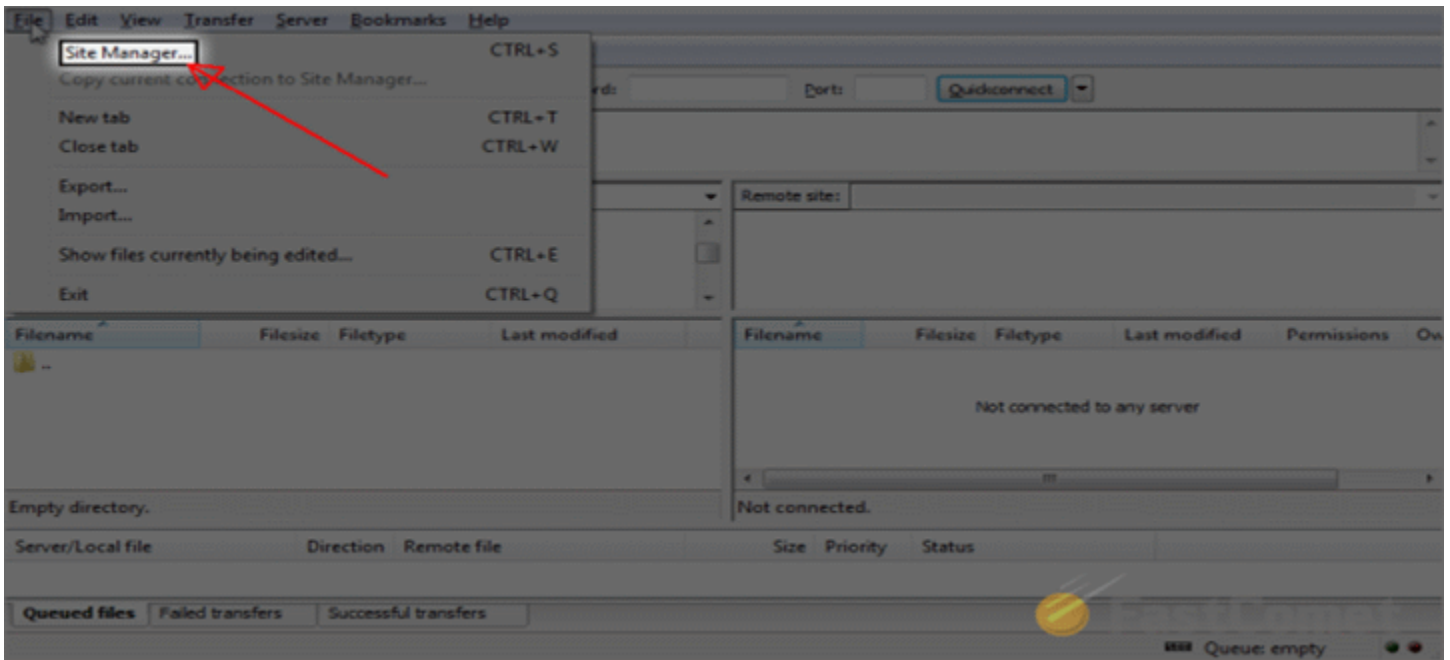 File Edit View Transfer Server Bookmarks Help
Site Manager... CTRL+S
Copy current connection to Site Manager...
rd: Port: Quickconnect
New tab CTRL+T
Close tab CTRL+W
Export...
Remote site:
Import...
Show files currently being edited... CTRL+E
Exit CTRL+Q
Filename Filesize Filetype Last modified
Filename Filesize Filetype Last modified Permissions Ow
..
Not connected to any server
Empty directory.
Not connected.
Server/Local file Direction Remote file Size Priority Status
Queued files Failed transfers Successful transfers
FastComet
Queue: empty